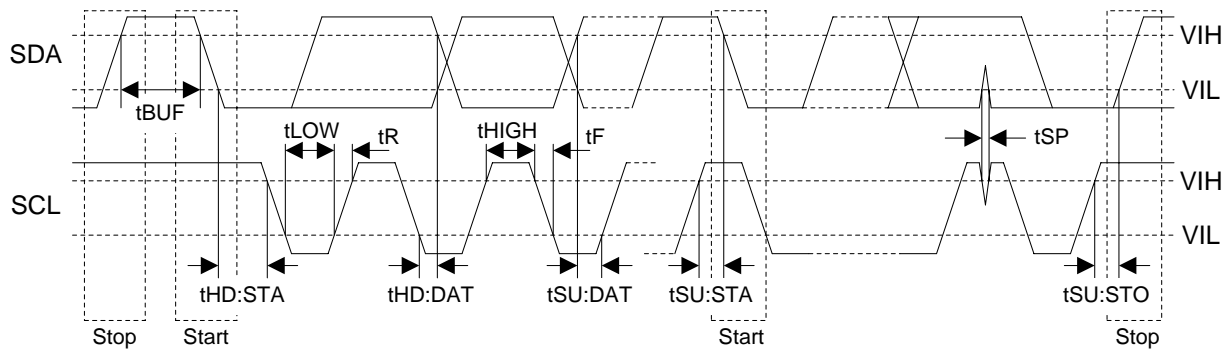 SDA
VIH
VIL
tBUF
tLOW
tR
tHIGH
tF
tSP
SCL
VIH
VIL
tHD:STA
tHD:DAT
tSU:DAT
tSU:STA
tSU:STO
Stop
Start
Start
Stop